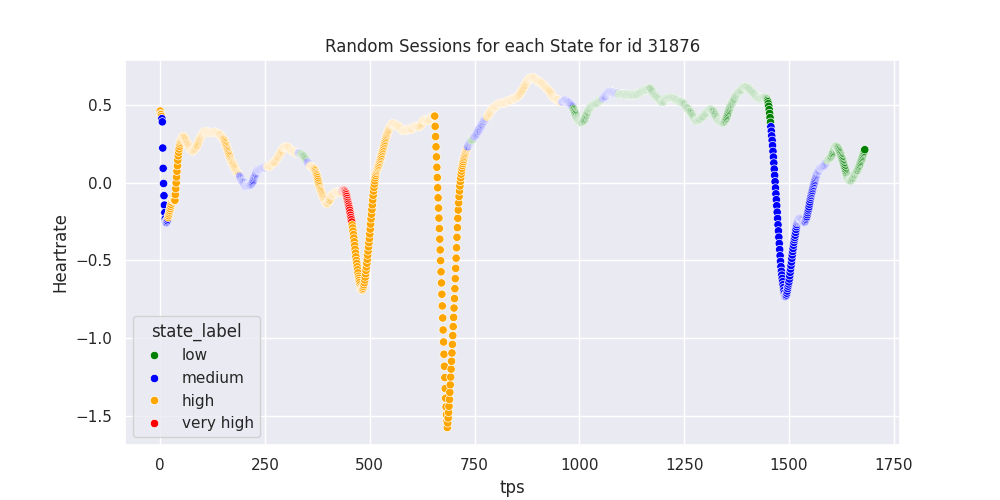 Random Sessions for each State for id 31876
Heartrate
0.5
0.0
−0.5
−1.0
−1.5
state_label
low
medium
high
very high
0 250 500 750 1000 1250 1500 1750
tps